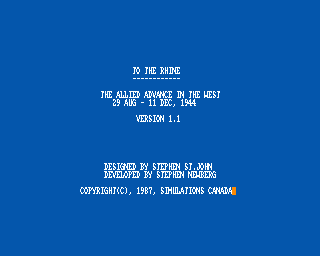 TO THE RHINE
------------
THE ALLIED ADVANCE IN THE WEST
29 AUG - 11 DEC, 1944
VERSION 1.1
DESIGNED BY STEPHEN ST.JOHN
DEVELOPED BY STEPHEN NEWBERG
COPYRIGHT(C), 1987, SIMULATIONS CANADA